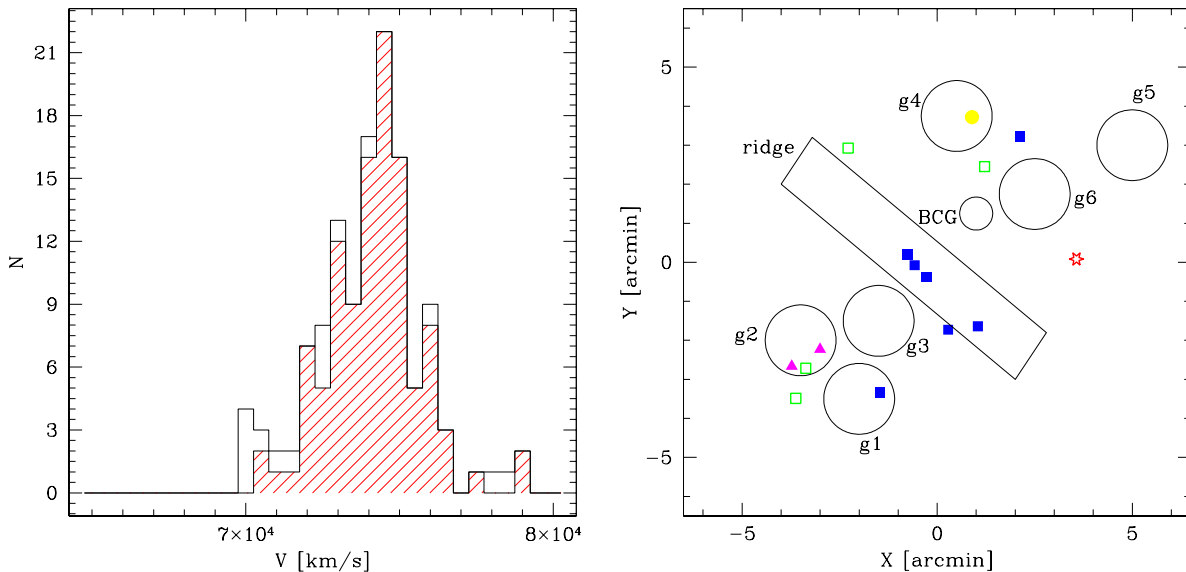 21
18
15
12
9
6
3
0
N
7×10⁴
8×10⁴
V [km/s]
5
0
−5
Y [arcmin]
g4
g5
ridge
g6
BCG
g2
g3
g1
−5
0
5
X [arcmin]